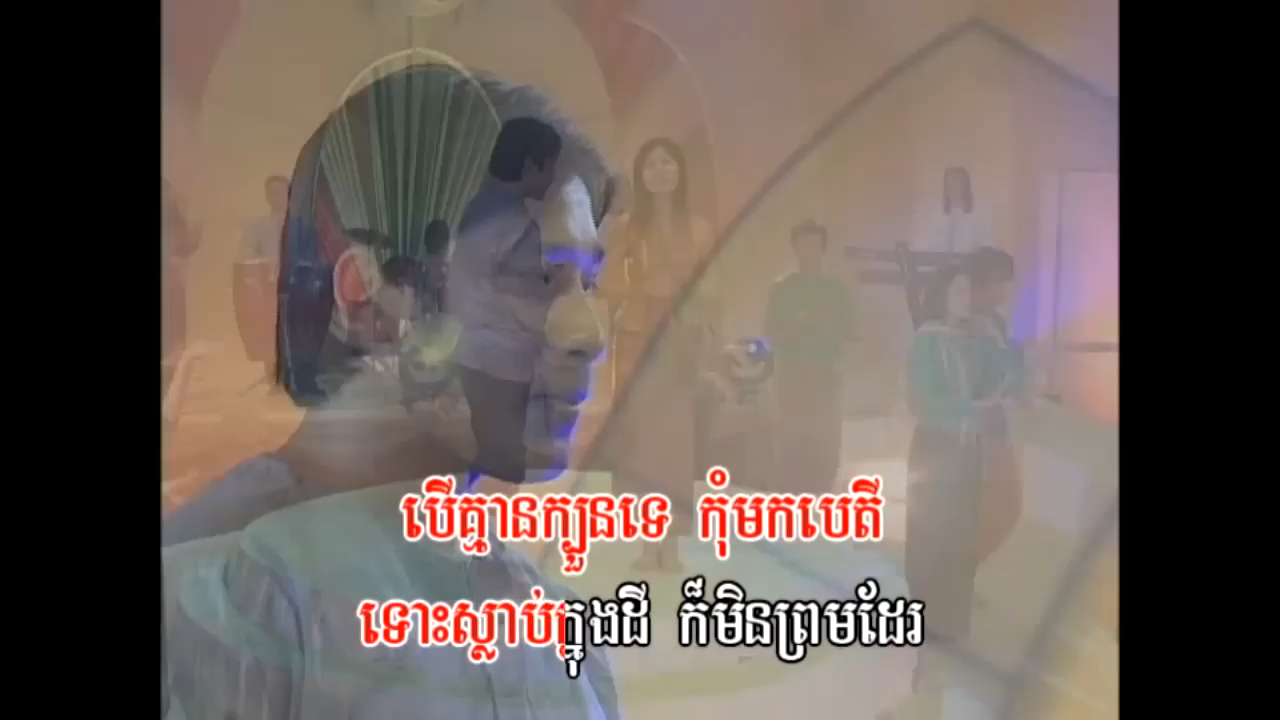 បើគ្មានក្បួនទេ កុំមកបេតី
ទោះស្លាប់ក្នុងដី ក៏មិនព្រមដែរ